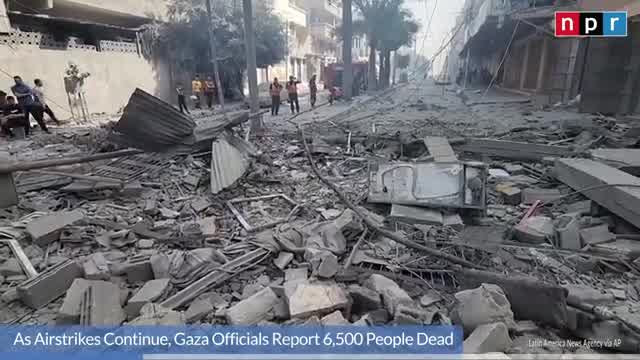 npr
Latin America News Agency via AP
As Airstrikes Continue, Gaza Officials Report 6,500 People Dead